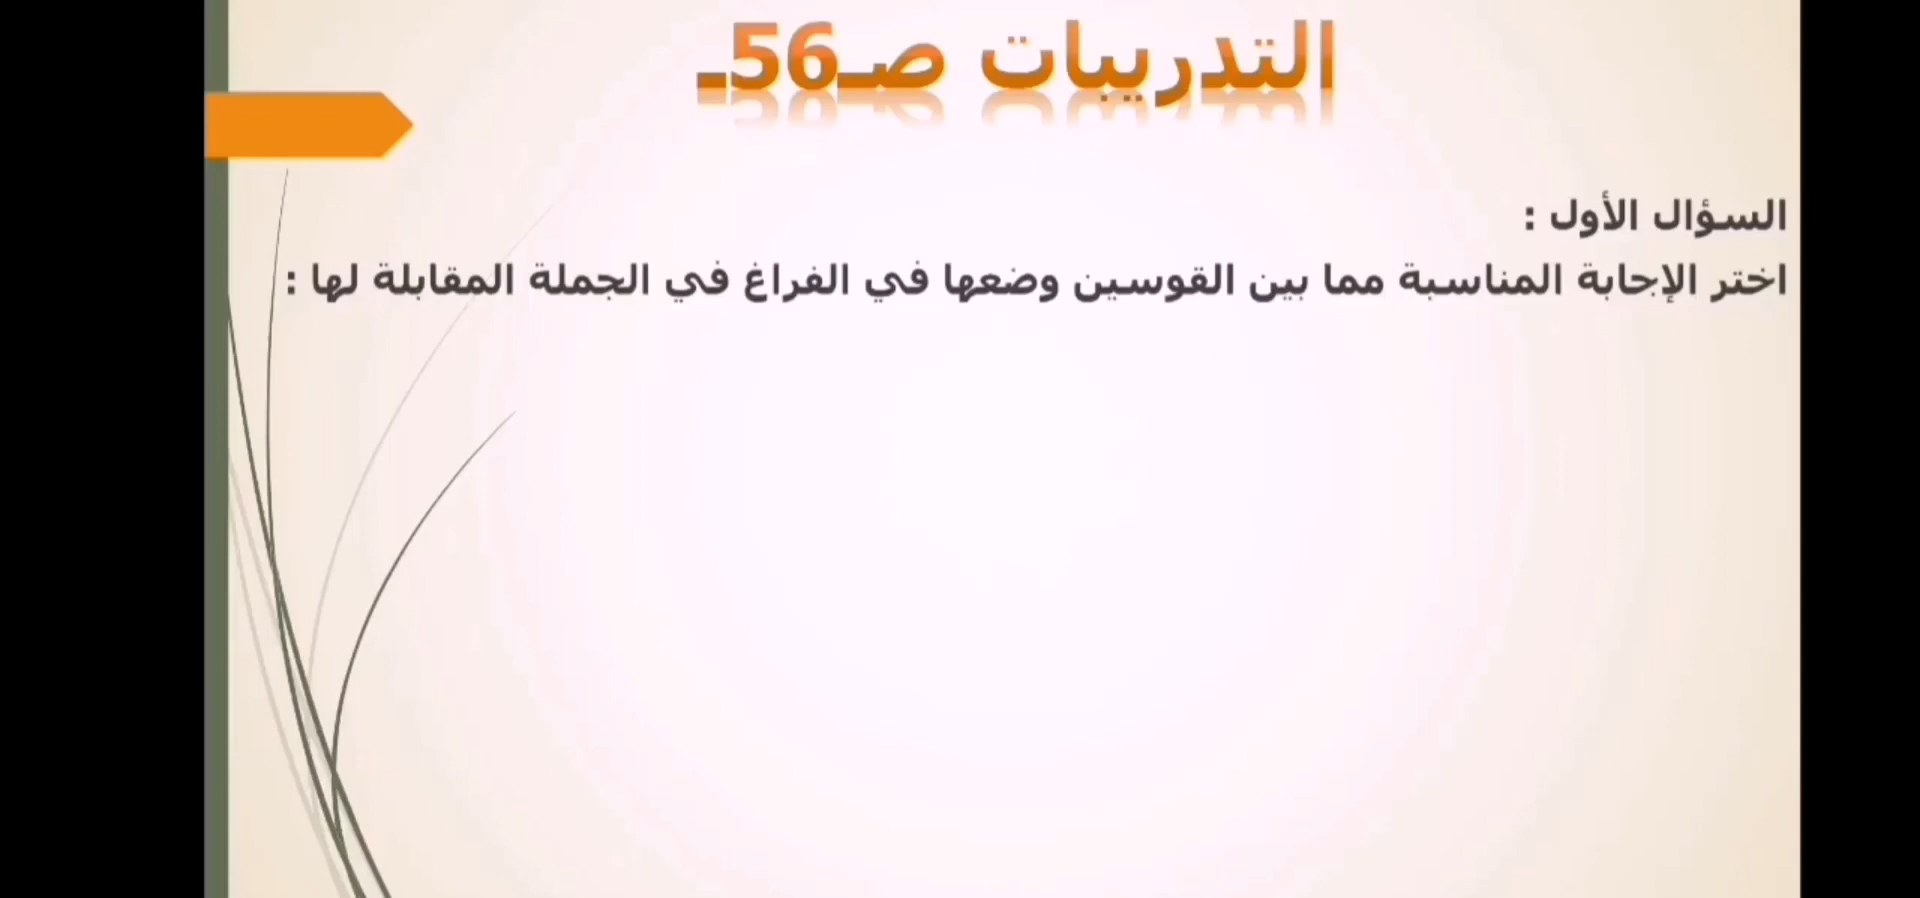 التدريبات صـ56ـ
السؤال الأول :
اختر الإجابة المناسبة مما بين القوسين وضعها في الفراغ في الجملة المقابلة لها :